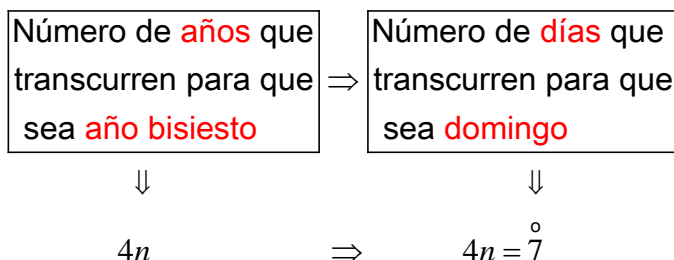 Número de años que
transcurren para que
sea año bisiesto
⇒
Número de días que
transcurren para que
sea domingo
⇓ ⇓
4n ⇒ 4n = 7̊